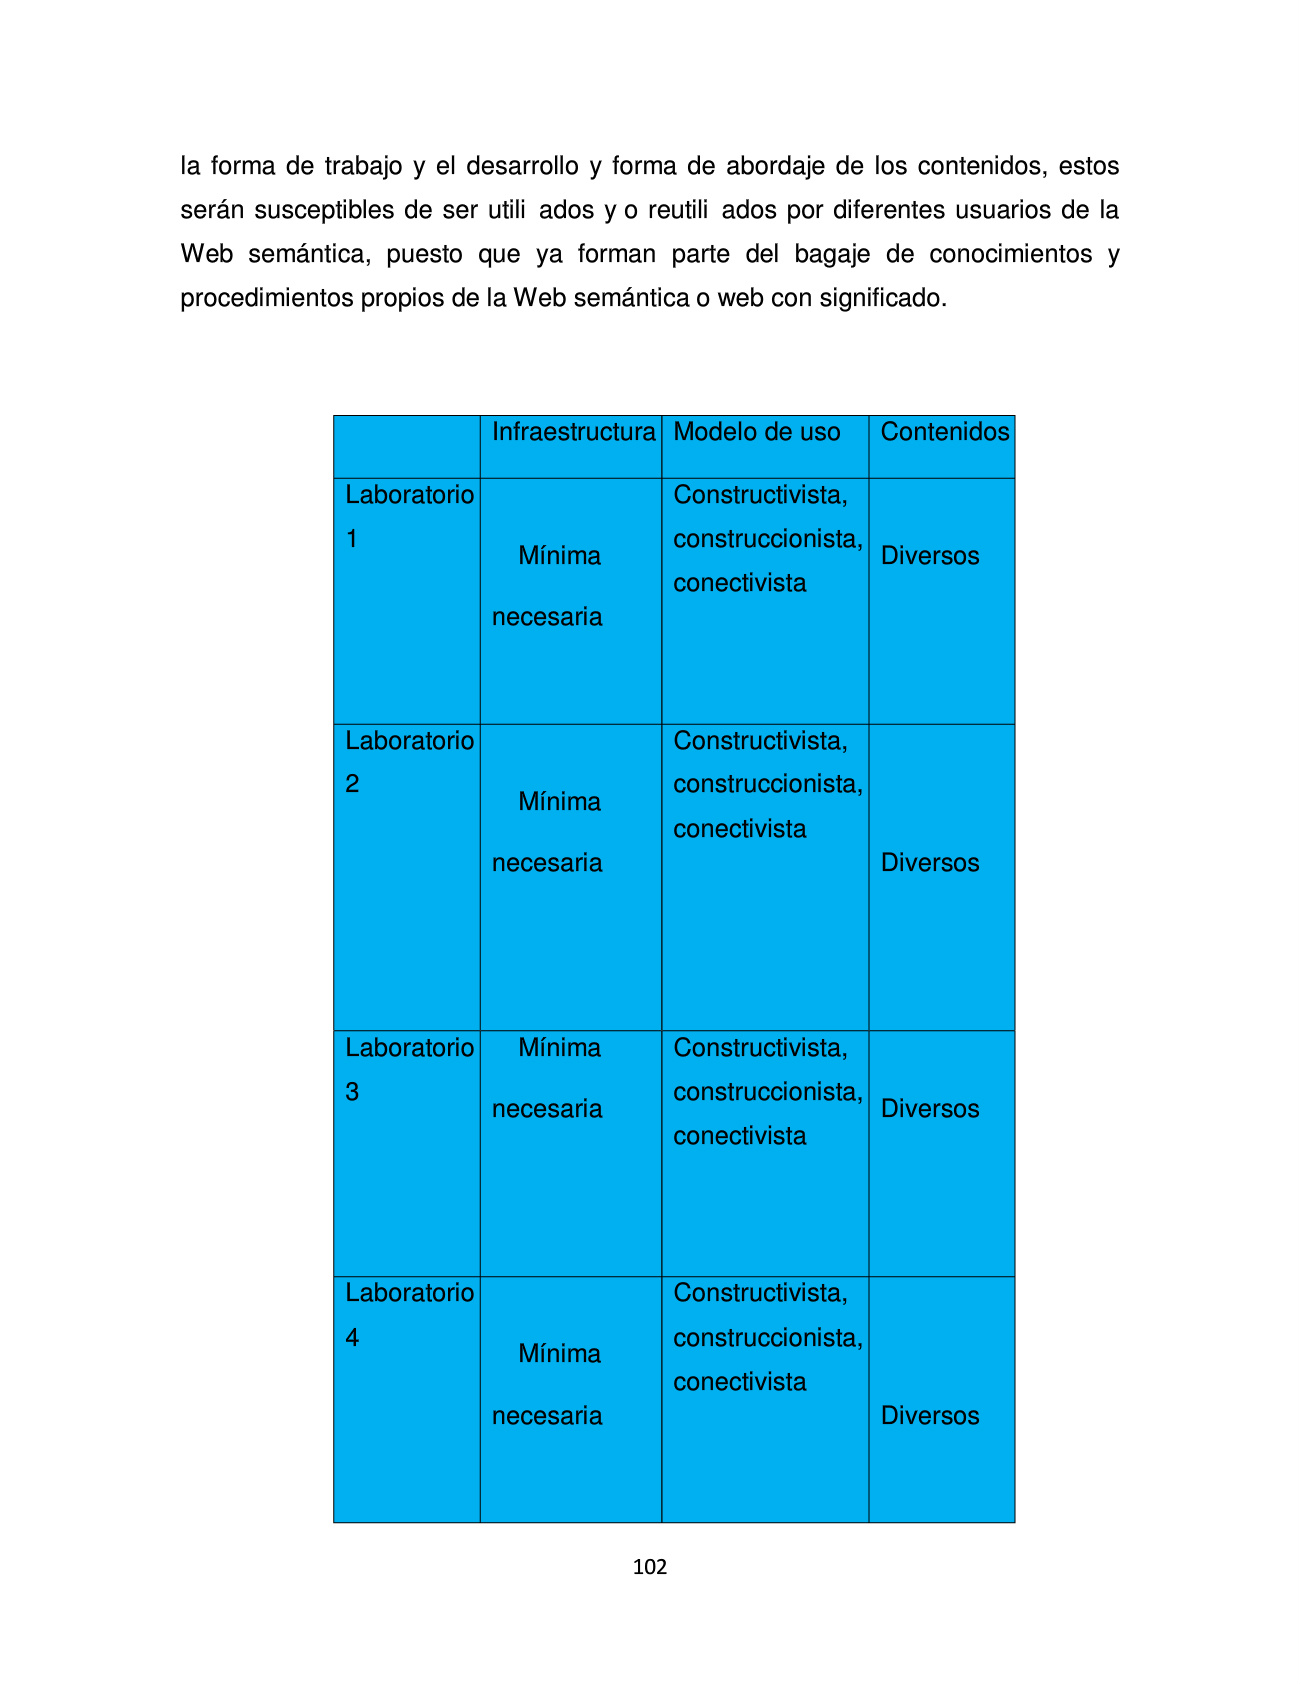 la forma de trabajo y el desarrollo y forma de abordaje de los contenidos, estos
serán susceptibles de ser utili ados y o reutili ados por diferentes usuarios de la
Web semántica, puesto que ya forman parte del bagaje de conocimientos y
procedimientos propios de la Web semántica o web con significado.
Infraestructura Modelo de uso Contenidos
Laboratorio
1
Mínima
necesaria
Constructivista,
construccionista,
conectivista
Diversos
Laboratorio
2
Mínima
necesaria
Constructivista,
construccionista,
conectivista
Diversos
Laboratorio
3
Mínima
necesaria
Constructivista,
construccionista,
conectivista
Diversos
Laboratorio
4
Mínima
necesaria
Constructivista,
construccionista,
conectivista
Diversos
102